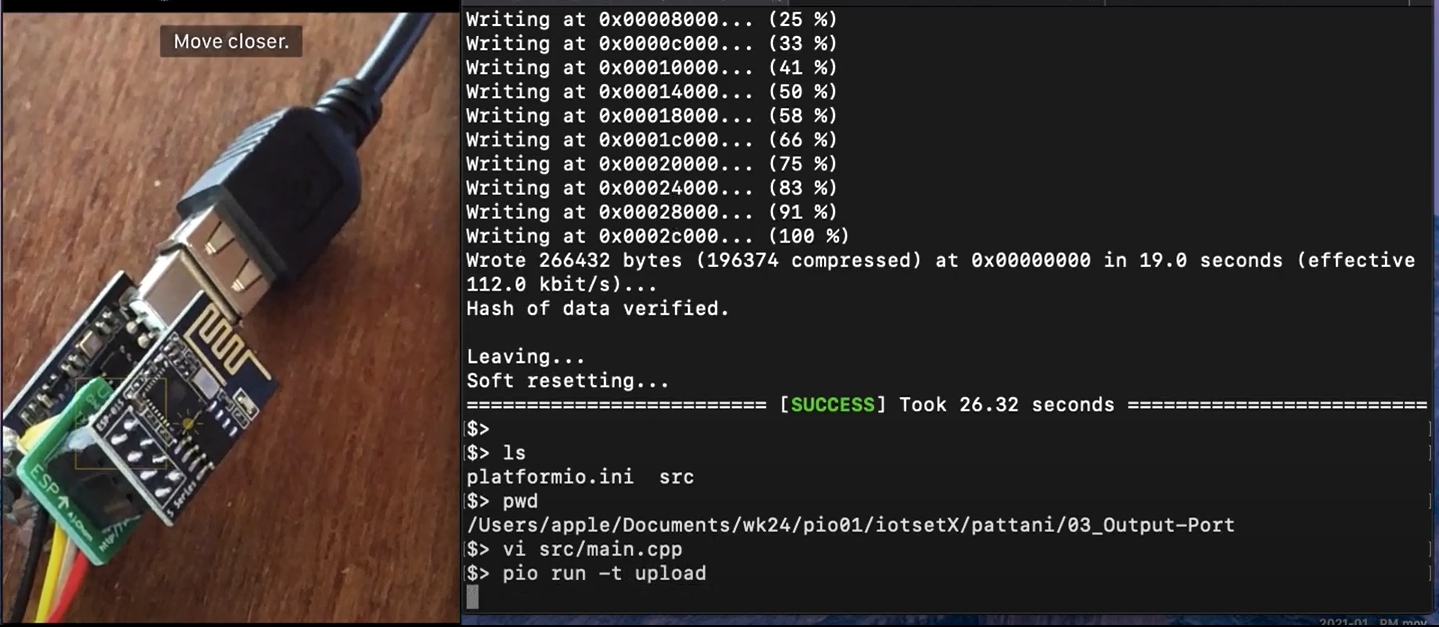 Move closer.
ESP-01S
ESP
Series
Writing at 0x00008000... (25 %)
Writing at 0x0000c000... (33 %)
Writing at 0x00010000... (41 %)
Writing at 0x00014000... (50 %)
Writing at 0x00018000... (58 %)
Writing at 0x0001c000... (66 %)
Writing at 0x00020000... (75 %)
Writing at 0x00024000... (83 %)
Writing at 0x00028000... (91 %)
Writing at 0x0002c000... (100 %)
Wrote 266432 bytes (196374 compressed) at 0x00000000 in 19.0 seconds (effective
112.0 kbit/s)...
Hash of data verified.
Leaving...
Soft resetting...
========================= [SUCCESS] Took 26.32 seconds =========================
$>
$> ls
platformio.ini  src
$> pwd
/Users/apple/Documents/wk24/pio01/iotsetX/pattani/03_Output-Port
$> vi src/main.cpp
$> pio run -t upload